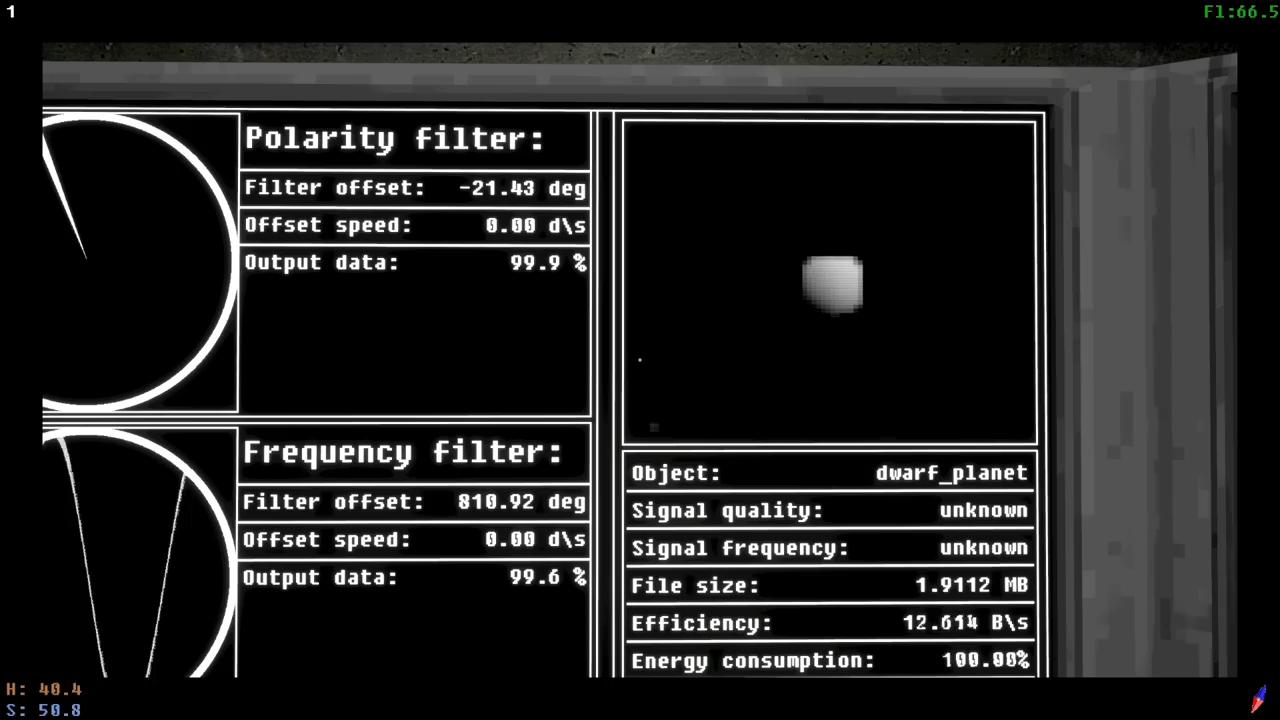 1
F1:66.5
Polarity filter:
Filter offset: -21.43 deg
Offset speed: 0.00 d\s
Output data: 99.9 %
Frequency filter:
Filter offset: 810.92 deg
Offset speed: 0.00 d\s
Output data: 99.6 %
Object: dwarf_planet
Signal quality: unknown
Signal frequency: unknown
File size: 1.9112 MB
Efficiency: 12.614 B\s
Energy consumption: 100.00%
H: 40.4
S: 50.8